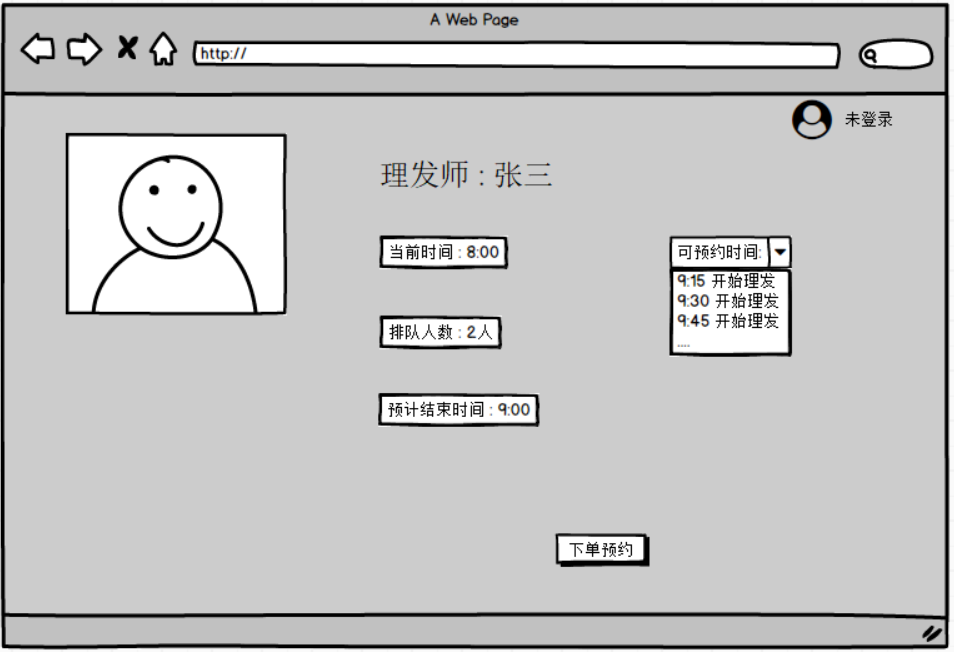 A Web Page
http://
未登录
理发师 : 张三
当前时间 : 8:00
可预约时间:
9:15 开始理发
9:30 开始理发
9:45 开始理发
....
排队人数 : 2人
预计结束时间 : 9:00
下单预约